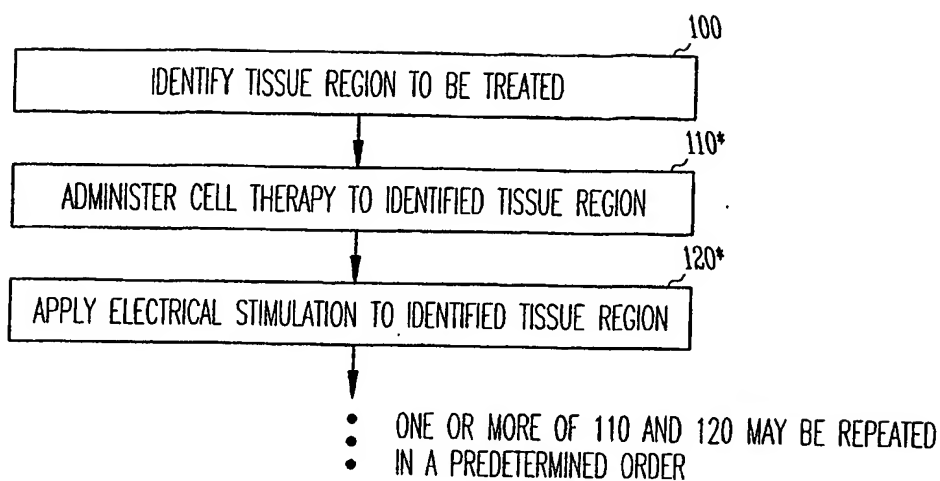 100
IDENTIFY TISSUE REGION TO BE TREATED
110*
ADMINISTER CELL THERAPY TO IDENTIFIED TISSUE REGION
120*
APPLY ELECTRICAL STIMULATION TO IDENTIFIED TISSUE REGION
ONE OR MORE OF 110 AND 120 MAY BE REPEATED
IN A PREDETERMINED ORDER